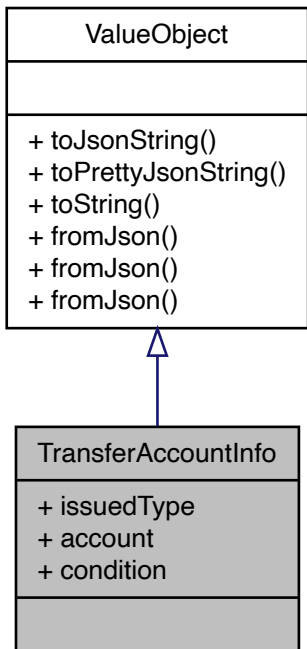 ValueObject
+ toJsonString()
+ toPrettyJsonString()
+ toString()
+ fromJson()
+ fromJson()
+ fromJson()
TransferAccountInfo
+ issuedType
+ account
+ condition